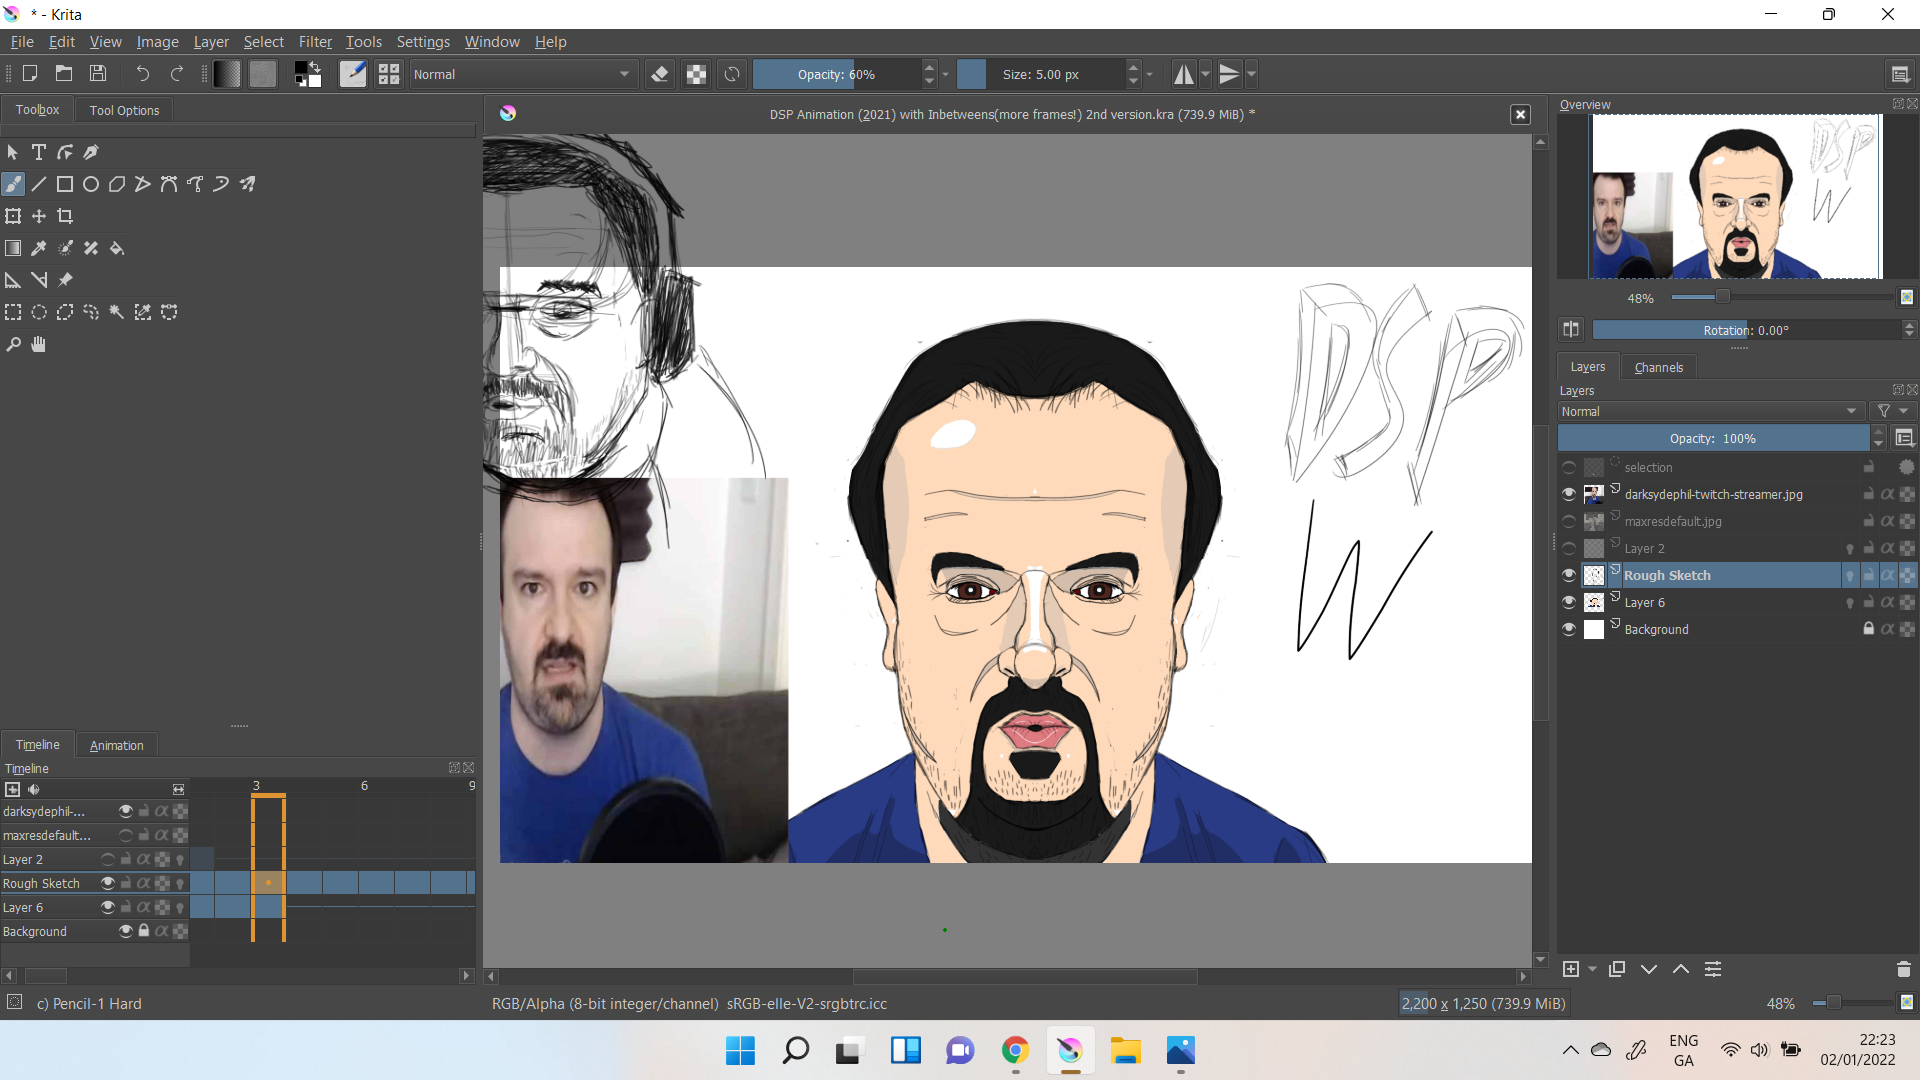 * - Krita
File Edit View Image Layer Select Filter Tools Settings Window Help
Normal
Opacity: 60%
Size: 5.00 px
Toolbox
Tool Options
DSP Animation (2021) with Inbetweens(more frames!) 2nd version.kra (739.9 MiB) *
DSP
W
Overview
DSP
W
48%
Rotation: 0.00°
Layers
Channels
Layers
Normal
Opacity: 100%
selection
darksydephil-twitch-streamer.jpg
maxresdefault.jpg
Layer 2
Rough Sketch
Layer 6
Background
Timeline
Animation
Timeline
3 6 9
darksydephil-...
maxresdefault...
Layer 2
Rough Sketch
Layer 6
Background
c) Pencil-1 Hard
RGB/Alpha (8-bit integer/channel) sRGB-elle-V2-srgbtrc.icc
2,200 x 1,250 (739.9 MiB)
48%
ENG
GA
22:23
02/01/2022